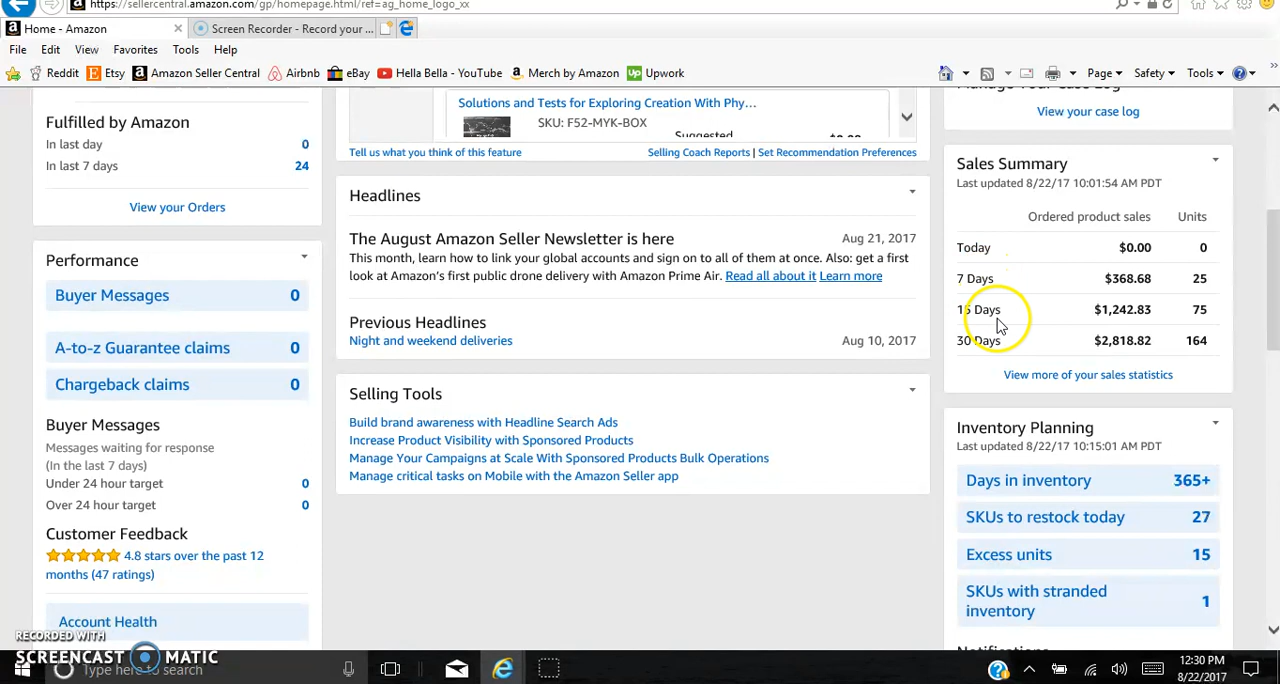 https://sellercentral.amazon.com/gp/homepage.html/ref=ag_home_logo_xx
Home - Amazon
Screen Recorder - Record your ...
File Edit View Favorites Tools Help
Reddit Etsy Amazon Seller Central Airbnb eBay Hella Bella - YouTube Merch by Amazon Up Upwork
Page Safety Tools
Fulfilled by Amazon
In last day 0
In last 7 days 24
View your Orders
Performance
Buyer Messages 0
A-to-z Guarantee claims 0
Chargeback claims 0
Buyer Messages
Messages waiting for response
(In the last 7 days)
Under 24 hour target 0
Over 24 hour target 0
Customer Feedback
4.8 stars over the past 12
months (47 ratings)
Account Health
Solutions and Tests for Exploring Creation With Phy...
SKU: F52-MYK-BOX
Suggested
Tell us what you think of this feature
Selling Coach Reports | Set Recommendation Preferences
Headlines
The August Amazon Seller Newsletter is here Aug 21, 2017
This month, learn how to link your global accounts and sign on to all of them at once. Also: get a first
look at Amazon's first public drone delivery with Amazon Prime Air. Read all about it Learn more
Previous Headlines
Night and weekend deliveries Aug 10, 2017
Selling Tools
Build brand awareness with Headline Search Ads
Increase Product Visibility with Sponsored Products
Manage Your Campaigns at Scale With Sponsored Products Bulk Operations
Manage critical tasks on Mobile with the Amazon Seller app
Manage Your Case Log
View your case log
Sales Summary
Last updated 8/22/17 10:01:54 AM PDT
Ordered product sales Units
Today $0.00 0
7 Days $368.68 25
15 Days $1,242.83 75
30 Days $2,818.82 164
View more of your sales statistics
Inventory Planning
Last updated 8/22/17 10:15:01 AM PDT
Days in inventory 365+
SKUs to restock today 27
Excess units 15
SKUs with stranded
inventory 1
RECORDED WITH
SCREENCAST MATIC
Type here to search
12:30 PM
8/22/2017